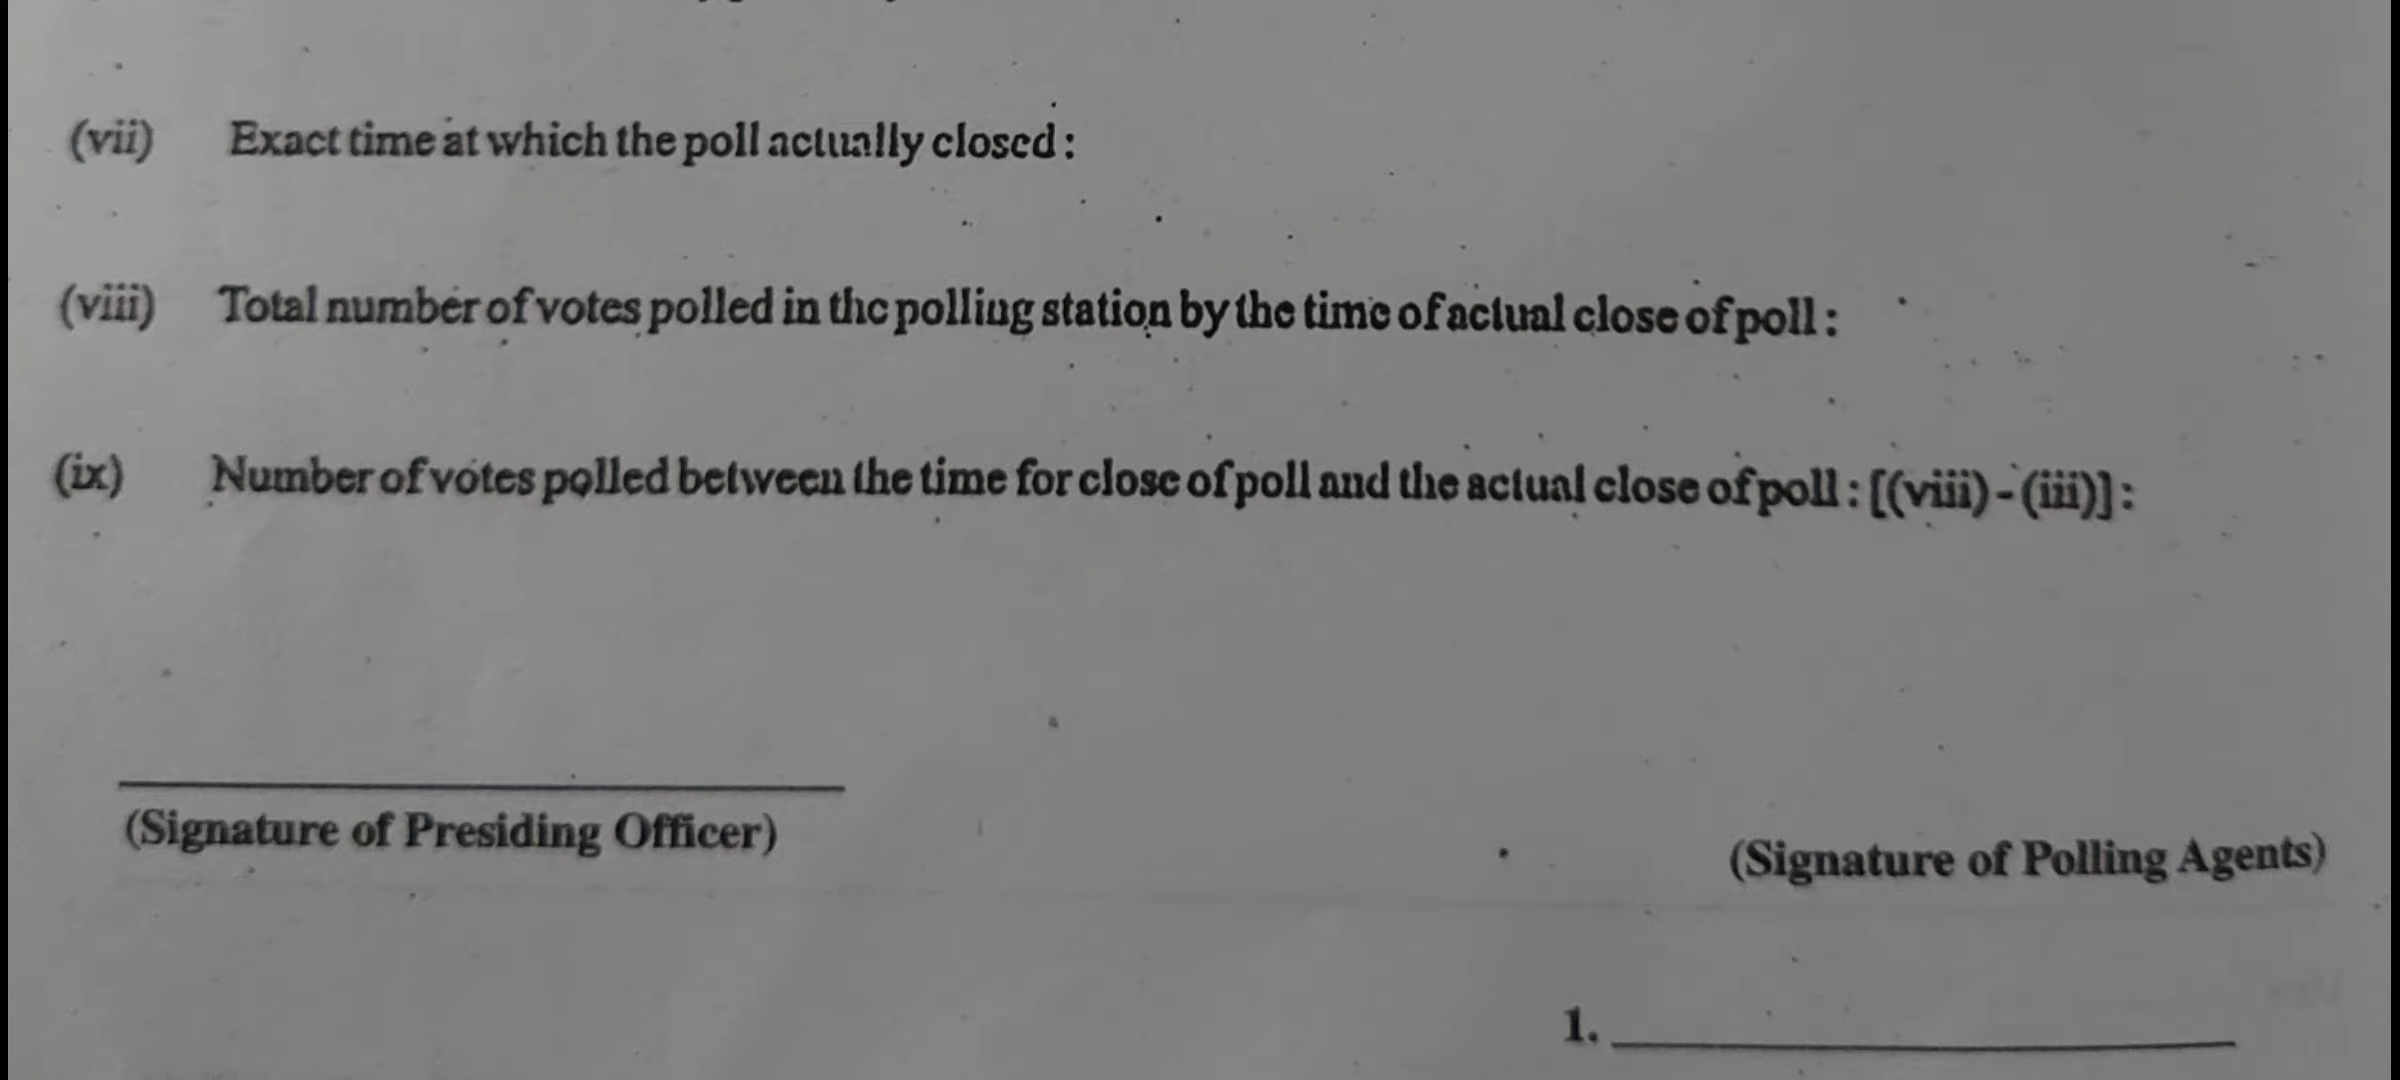 (vii) Exact time at which the poll actually closed :
(viii) Total number of votes polled in the polling station by the time of actual close of poll :
(ix) Number of votes polled between the time for close of poll and the actual close of poll : [(viii) - (iii)] :
(Signature of Presiding Officer)
(Signature of Polling Agents)
1.